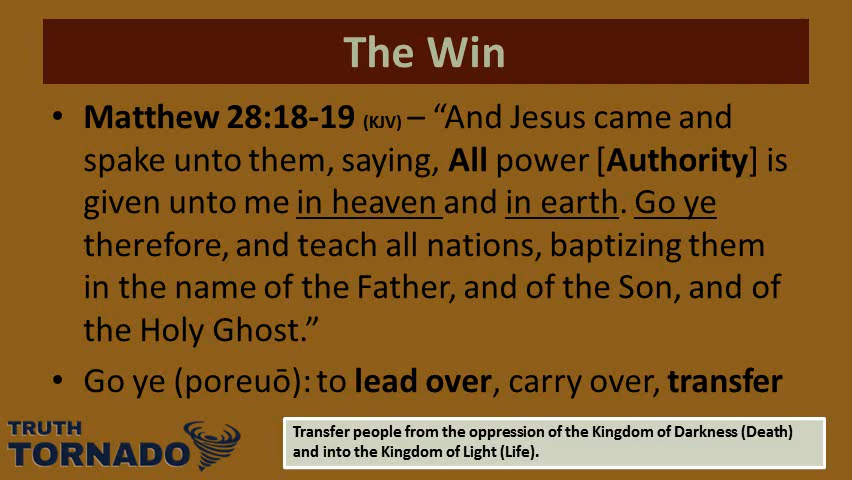 The Win
• Matthew 28:18-19 (KJV) – “And Jesus came and
spake unto them, saying, All power [Authority] is
given unto me in heaven and in earth. Go ye
therefore, and teach all nations, baptizing them
in the name of the Father, and of the Son, and of
the Holy Ghost.”
• Go ye (poreuō): to lead over, carry over, transfer
TRUTH
TORNADO
Transfer people from the oppression of the Kingdom of Darkness (Death)
and into the Kingdom of Light (Life).